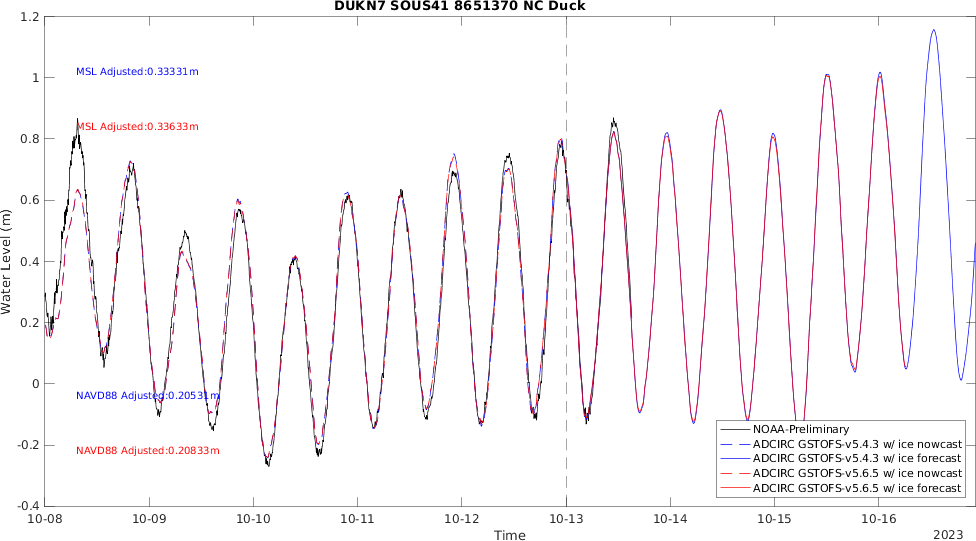 DUKN7 SOUS41 8651370 NC Duck
1.2
1
0.8
0.6
0.4
0.2
0
-0.2
-0.4
Water Level (m)
MSL Adjusted:0.33331m
MSL Adjusted:0.33633m
NAVD88 Adjusted:0.20531m
NAVD88 Adjusted:0.20833m
NOAA-Preliminary
ADCIRC GSTOFS-v5.4.3 w/ ice nowcast
ADCIRC GSTOFS-v5.4.3 w/ ice forecast
ADCIRC GSTOFS-v5.6.5 w/ ice nowcast
ADCIRC GSTOFS-v5.6.5 w/ ice forecast
10-08 10-09 10-10 10-11 10-12 10-13 10-14 10-15 10-16
Time
2023